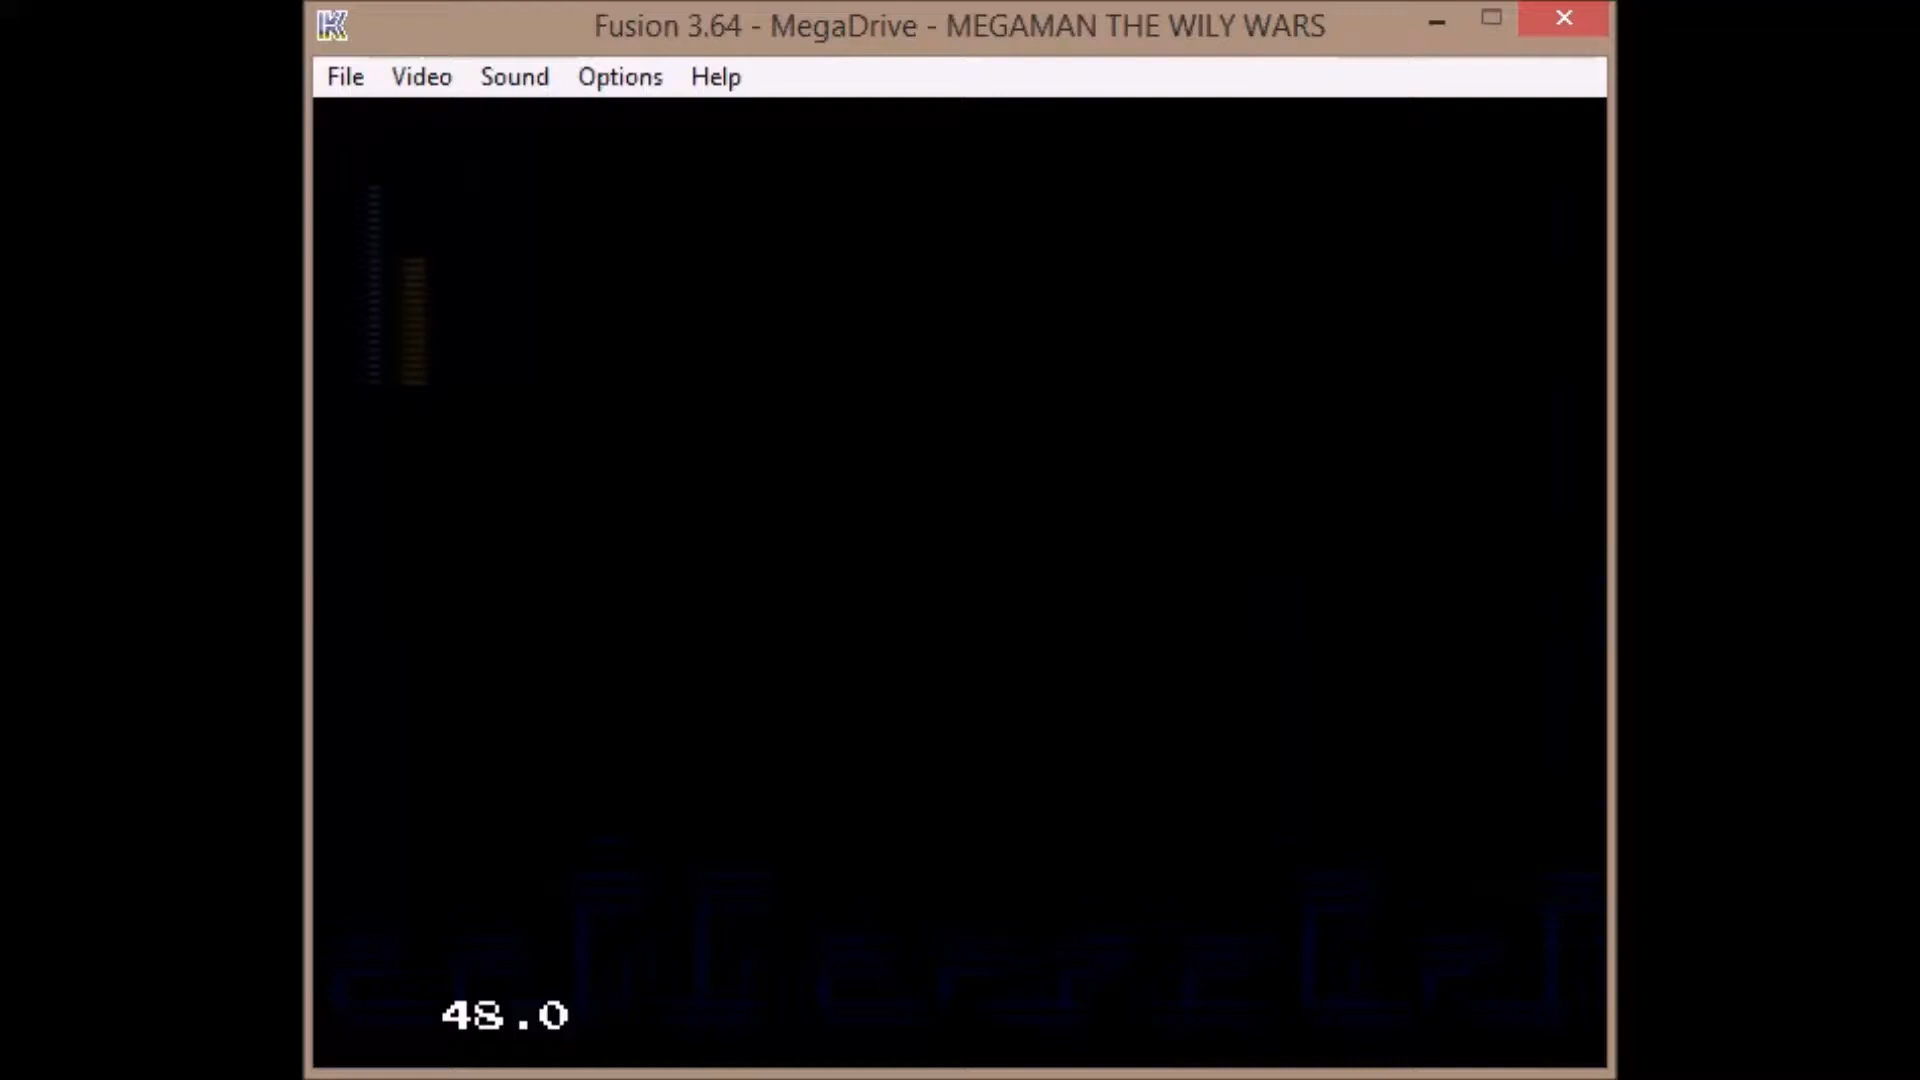 Fusion 3.64 - MegaDrive - MEGAMAN THE WILY WARS
File Video Sound Options Help
48.0